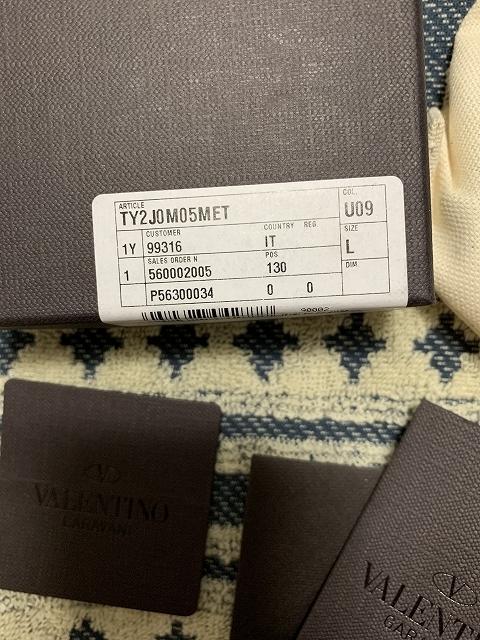 ARTICLE
TY2J0M05MET
COL.
U09
CUSTOMER
COUNTRY REG
SIZE
1Y 99316 IT L
SALES ORDER N POS DIM
1 560002005 130
P56300034 0 0
VALENTINO
GARAVANI
VALENTINO
GARA